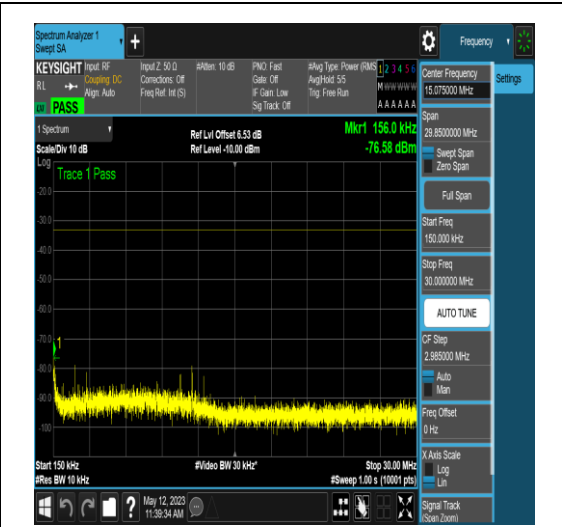 Spectrum Analyzer 1
Swept SA
+
Frequency
KEYSIGHT
RL
LXI
PASS
Input: RF
Coupling: DC
Align: Auto
Input Z: 50 Ω
Corrections: Off
Freq Ref: Int (S)
#Atten: 10 dB
PNO: Fast
Gate: Off
IF Gain: Low
Sig Track: Off
#Avg Type: Power (RMS
Avg|Hold: 5/5
Trig: Free Run
1 2 3 4 5 6
M W W W W W
A A A A A A
Center Frequency
15.075000 MHz
Settings
1 Spectrum
Scale/Div 10 dB
Ref Lvl Offset 6.53 dB
Ref Level -10.00 dBm
Mkr1 156.0 kHz
-76.58 dBm
Span
29.8500000 MHz
Swept Span
Zero Span
Log
Trace 1 Pass
-20.0
-30.0
-40.0
-50.0
-60.0
-70.0
-80.0
-90.0
-100
1
Full Span
Start Freq
150.000 kHz
Stop Freq
30.000000 MHz
AUTO TUNE
CF Step
2.985000 MHz
Auto
Man
Freq Offset
0 Hz
X Axis Scale
Log
Lin
Signal Track
(Span Zoom)
Start 150 kHz
#Res BW 10 kHz
#Video BW 30 kHz*
Stop 30.00 MHz
#Sweep 1.00 s (10001 pts)
?
May 12, 2023
11:39:34 AM